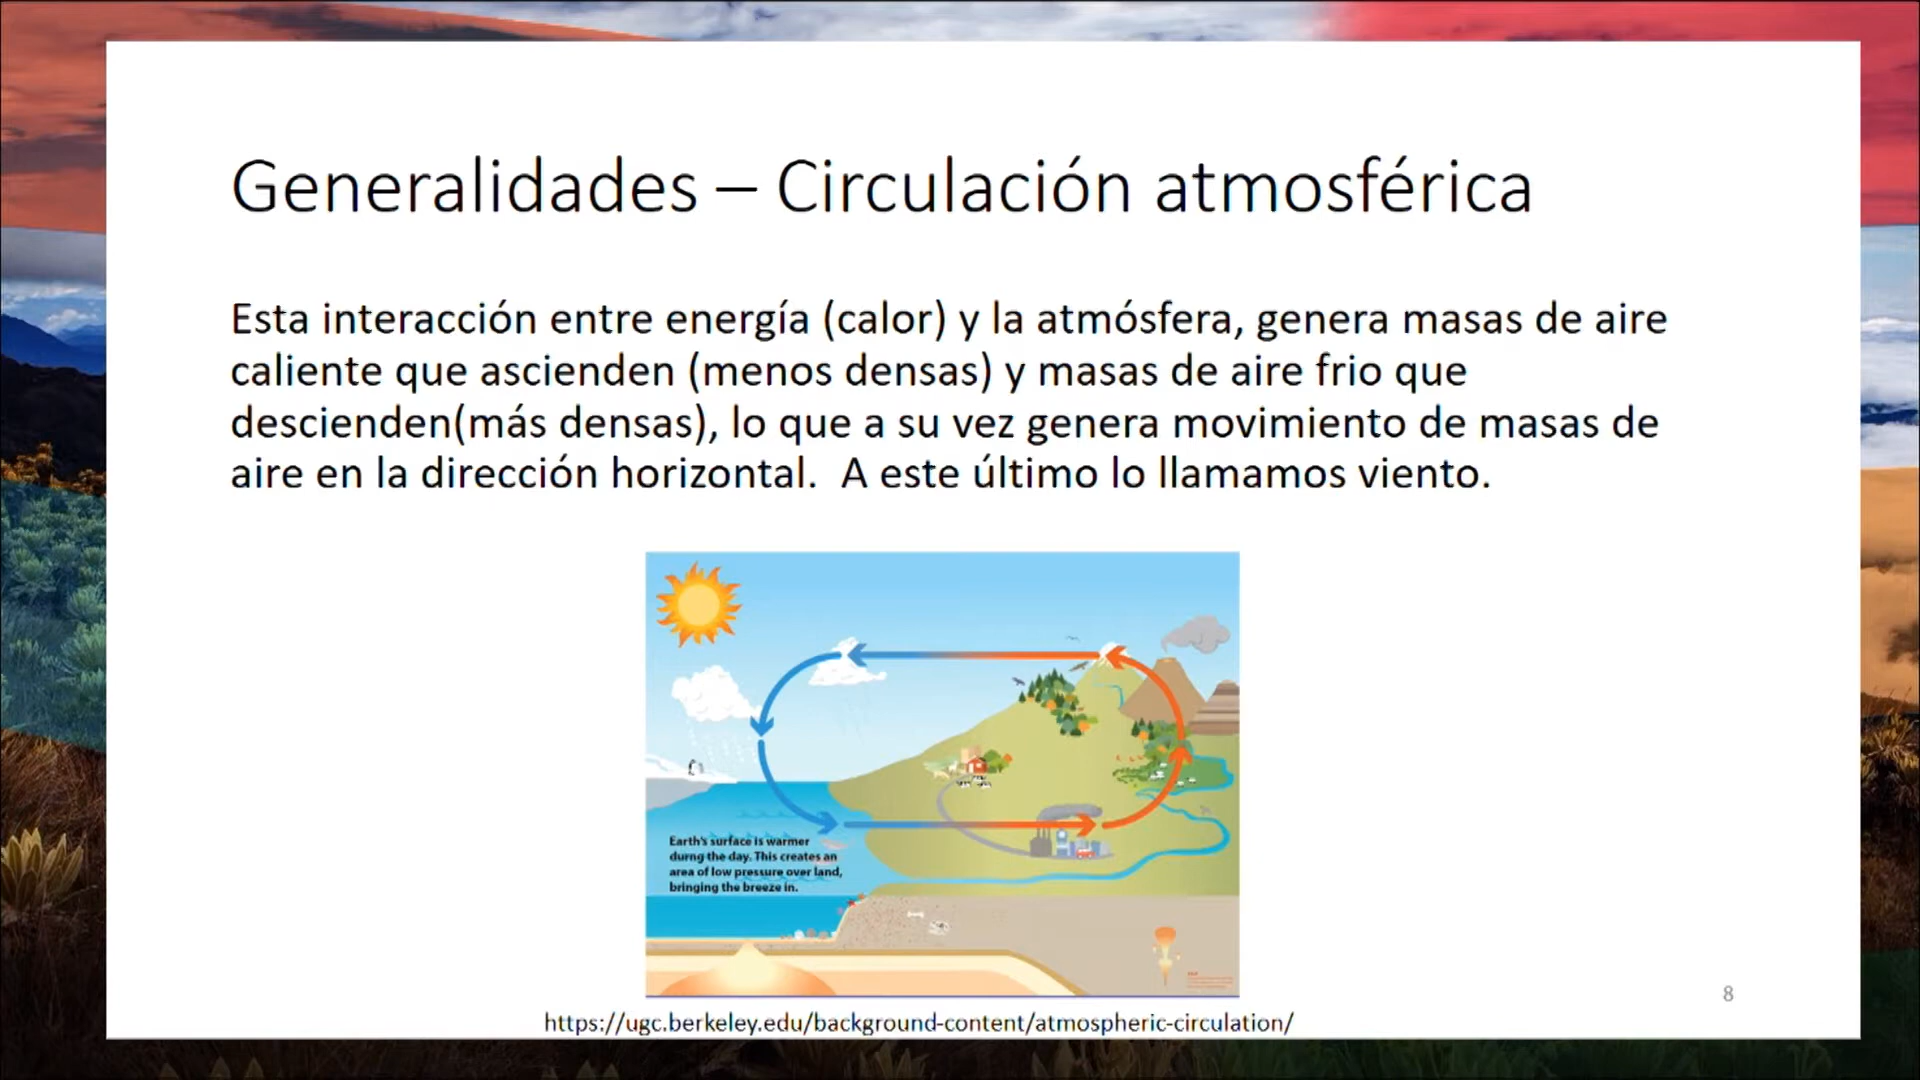 Generalidades – Circulación atmosférica
Esta interacción entre energía (calor) y la atmósfera, genera masas de aire
caliente que ascienden (menos densas) y masas de aire frio que
descienden(más densas), lo que a su vez genera movimiento de masas de
aire en la dirección horizontal.  A este último lo llamamos viento.
Earth's surface is warmer
durng the day. This creates an
area of low pressure over land,
bringing the breeze in.
8
https://ugc.berkeley.edu/background-content/atmospheric-circulation/